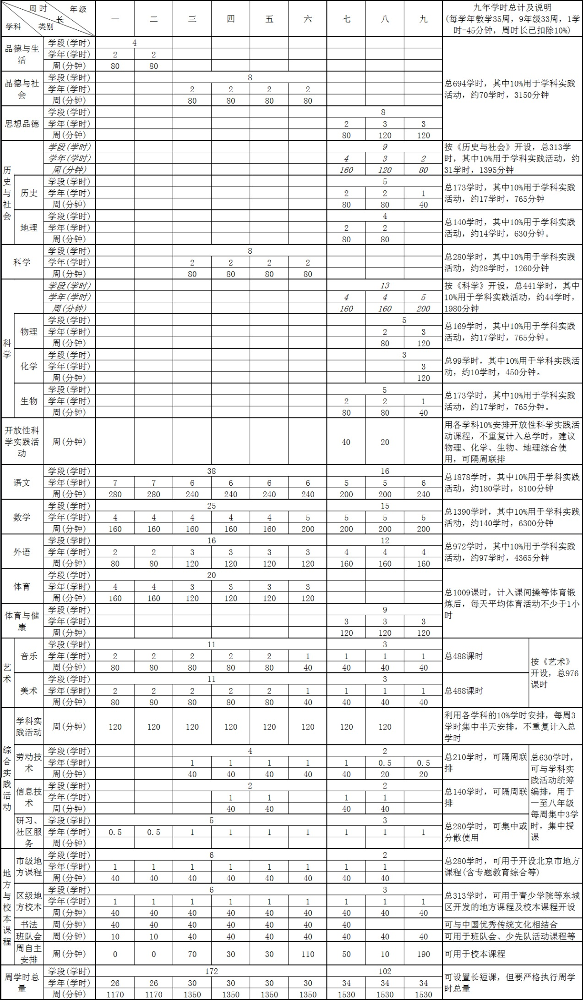 周时长 年级 学科 类别 一 二 三 四 五 六 七 八 九 九年学时总计及说明
(每学年教学35周，9年级33周，1学
时=45分钟，周时长已扣除10%)
品德与生活
学段(学时) 4
学年(学时) 2 2
周(分钟) 80 80
品德与社会
学段(学时) 8
学年(学时) 2 2 2 2
周(分钟) 80 80 80 80
总694学时，其中10%用于学科实践
活动，约70学时，3150分钟
思想品德
学段(学时) 8
学年(学时) 2 3 3
周(分钟) 80 120 120
历史与社会
学段(学时) 9
学年(学时) 4 3 2
周(分钟) 160 120 80
按《历史与社会》开设，总313学
时，其中10%用于学科实践活动，约
31学时，1395分钟
历史
学段(学时) 5
学年(学时) 2 2 1
周(分钟) 80 80 40
总173学时，其中10%用于学科实践
活动，约17学时，765分钟
地理
学段(学时) 4
学年(学时) 2 2
周(分钟) 80 80
总140学时，其中10%用于学科实践
活动，约14学时，630分钟。
科学
学段(学时) 8
学年(学时) 2 2 2 2
周(分钟) 80 80 80 80
总280学时，其中10%用于学科实践
活动，约28学时，1260分钟
科学
学段(学时) 13
学年(学时) 4 4 5
周(分钟) 160 160 200
按《科学》开设，总441学时，其中
10%用于学科实践活动，约44学时，
1980分钟
物理
学段(学时) 5
学年(学时) 2 3
周(分钟) 80 120
总169学时，其中10%用于学科实践
活动，约17学时，765分钟。
化学
学段(学时) 3
学年(学时) 3
周(分钟) 120
总99学时，其中10%用于学科实践活
动，约10学时，450分钟。
生物
学段(学时) 5
学年(学时) 2 2 1
周(分钟) 80 80 40
总173学时，其中10%用于学科实践
活动，约17学时，765分钟。
开放性科
学实践活
动
周(分钟) 40 20
用各学科10%安排开放性科学实践活
动课程，不重复计入总学时，建议
物理、化学、生物、地理综合使
用，可隔周联排
语文
学段(学时) 38 16
学年(学时) 7 7 6 6 6 6 5 5 6
周(分钟) 280 280 240 240 240 240 200 200 240
总1878学时，其中10%用于学科实践
活动，约180学时，8100分钟
数学
学段(学时) 25 15
学年(学时) 4 4 4 4 4 5 5 5 5
周(分钟) 160 160 160 160 160 200 200 200 200
总1390学时，其中10%用于学科实践
活动，约140学时，6300分钟
外语
学段(学时) 16 12
学年(学时) 2 2 3 3 3 3 4 4 4
周(分钟) 80 80 120 120 120 120 160 160 160
总972学时，其中10%用于学科实践
活动，约97学时，4365分钟
体育
学段(学时) 20
学年(学时) 4 4 3 3 3 3
周(分钟) 160 160 120 120 120 120
总1009课时，计入课间操等体育锻
炼后，每天平均体育活动不少于1小
时
体育与健
康
学段(学时) 9
学年(学时) 3 3 3
周(分钟) 120 120 120
艺术
音乐
学段(学时) 11 3
学年(学时) 2 2 2 2 2 1 1 1 1
周(分钟) 80 80 80 80 80 40 40 40 40
总488课时
按《艺术》
开设，总976
课时
美术
学段(学时) 11 3
学年(学时) 2 2 2 2 2 1 1 1 1
周(分钟) 80 80 80 80 80 40 40 40 40
总488课时
综合实践活动
学科实
践活动
周(分钟) 120 120 120 120 120 120 120 120
利用各学科的10%学时安排，每周3
学时集中半天安排，不重复计入总
学时
劳动技
术
学段(学时) 4 2
学年(学时) 1 1 1 1 1 0.5 0.5
周(分钟) 40 40 40 40 40 20 20
总210学时，可隔周联
排
总630学时，
可与学科实
践活动统筹
编排，用于
一至八年级
每周集中3学
时，集中授
课
信息技
术
学段(学时) 2 2
学年(学时) 1 1 1 1
周(分钟) 40 40 40 40
总140学时，可隔周联
排
研习、
社区服
务
学段(学时) 5 3
学年(学时) 0.5 0.5 1 1 1 1 1 1 1
周(分钟)
总280学时，可集中或
分散使用
地方与校本课程
市级地
方课程
学段(学时) 6 2
学年(学时) 1 1 1 1 1 1 1 1
周(分钟) 40 40 40 40 40 40 40 40
总280学时，可用于开设北京市地方
课程(含专题教育综合等)
区级地
方校本
学段(学时) 6 3
学年(学时) 1 1 1 1 1 1 1 1 1
周(分钟) 40 40 40 40 40 40 40 40 40
总313学时，可用于青少学院等东城
区开发的地方课程及校本课程开设
书法 周(分钟) 40 40 40 40 40 40 40 可与中国优秀传统文化相结合
班队会 周(分钟) 10 10 40 40 40 40 40 40 40 可用于班队会、少先队活动课程等
周自主
安排
周(分钟) 0 0 70 30 30 110 50 10 190 可用于校本课程
周学时总
量
学段(学时) 172 102
学年(学时) 26 26 30 30 30 30 34 34 34
周(分钟) 1170 1170 1350 1350 1350 1350 1530 1530 1530
可设置长短课，但要严格执行周学
时总量